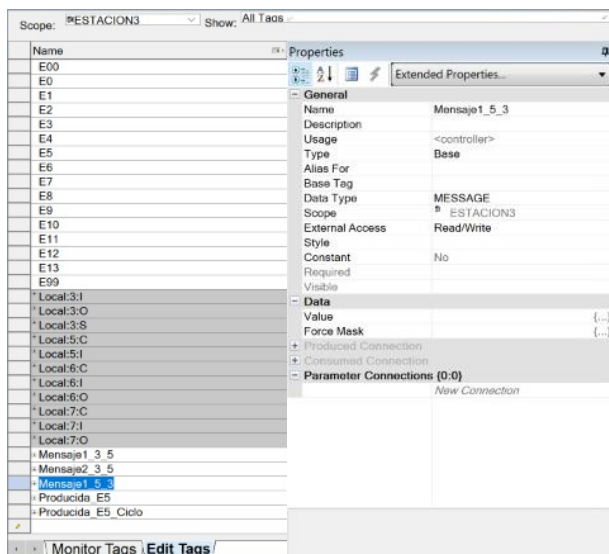 Scope: ESTACION3 Show: All Tags
Name
E00
E0
E1
E2
E3
E4
E5
E6
E7
E8
E9
E10
E11
E12
E13
E99
Local:3:I
Local:3:O
Local:3:S
Local:5:C
Local:5:I
Local:6:C
Local:6:I
Local:6:O
Local:7:C
Local:7:I
Local:7:O
Mensaje1_3_5
Mensaje2_3_5
Mensaje1_5_3
Producida_E5
Producida_E5_Ciclo
Monitor Tags Edit Tags
Properties
Extended Properties...
General
Name Mensaje1_5_3
Description
Usage <controller>
Type Base
Alias For
Base Tag
Data Type MESSAGE
Scope ESTACION3
External Access Read/Write
Style
Constant No
Required
Visible
Data
Value {...}
Force Mask {...}
Produced Connection
Consumed Connection
Parameter Connections {0:0}
New Connection